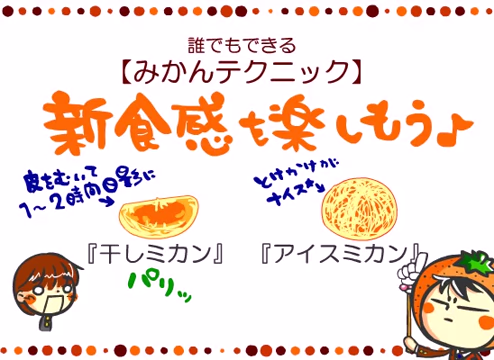 誰でもできる
【みかんテクニック】
新食感を楽しもう♪
皮をむいて
1〜2時間日影に
とけかけが
ナイス★
『干しミカン』
『アイスミカン』
パリッ